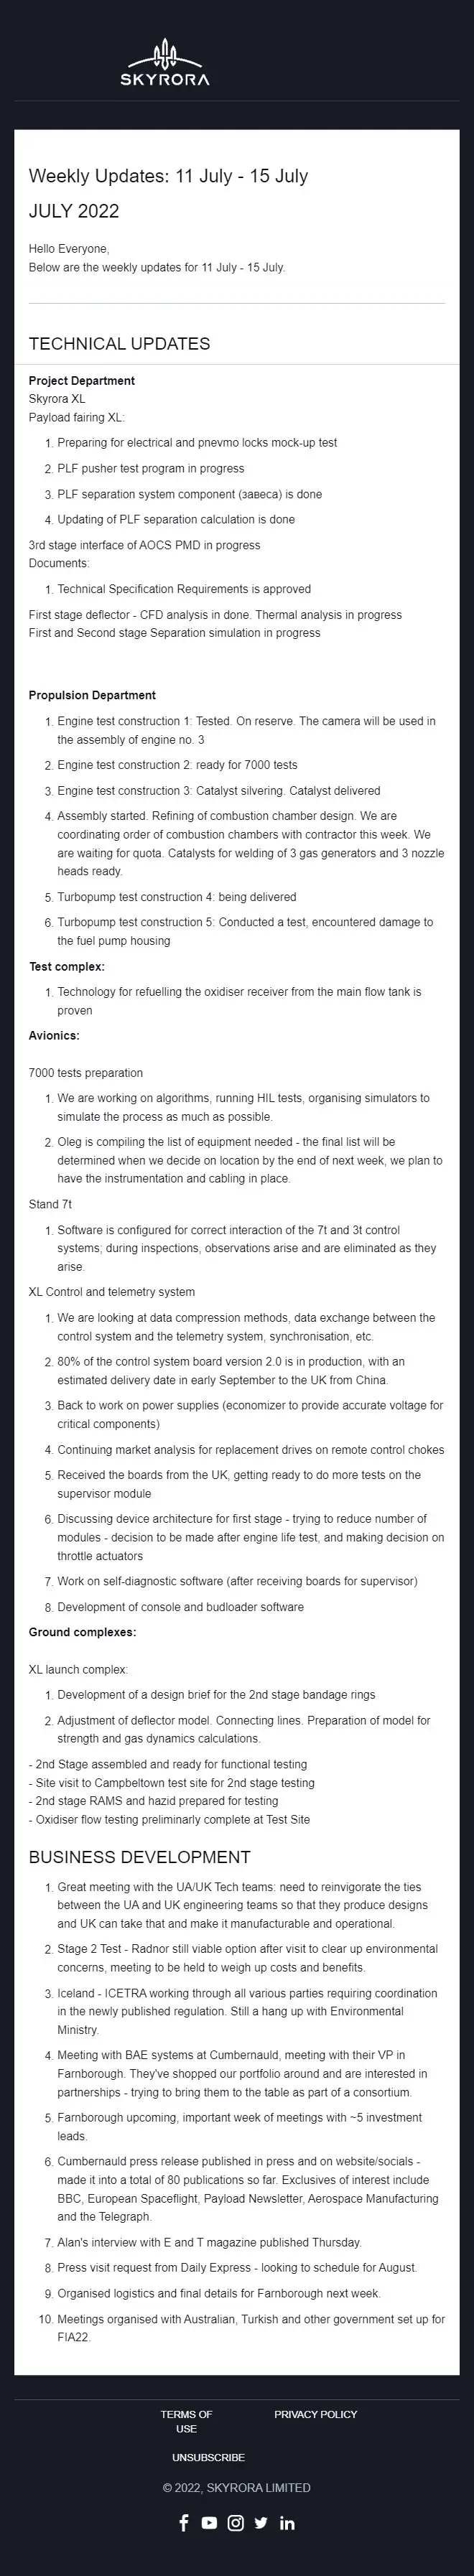 SKYRORA
Weekly Updates: 11 July - 15 July
JULY 2022
Hello Everyone,
Below are the weekly updates for 11 July - 15 July.
TECHNICAL UPDATES
Project Department
Skyrora XL
Payload fairing XL:
1. Preparing for electrical and pnevmo locks mock-up test
2. PLF pusher test program in progress
3. PLF separation system component (завеса) is done
4. Updating of PLF separation calculation is done
3rd stage interface of AOCS PMD in progress
Documents:
1. Technical Specification Requirements is approved
First stage deflector - CFD analysis in done. Thermal analysis in progress
First and Second stage Separation simulation in progress
Propulsion Department
1. Engine test construction 1: Tested. On reserve. The camera will be used in
the assembly of engine no. 3
2. Engine test construction 2: ready for 7000 tests
3. Engine test construction 3: Catalyst silvering. Catalyst delivered
4. Assembly started. Refining of combustion chamber design. We are
coordinating order of combustion chambers with contractor this week. We
are waiting for quota. Catalysts for welding of 3 gas generators and 3 nozzle
heads ready.
5. Turbopump test construction 4: being delivered
6. Turbopump test construction 5: Conducted a test, encountered damage to
the fuel pump housing
Test complex:
1. Technology for refuelling the oxidiser receiver from the main flow tank is
proven
Avionics:
7000 tests preparation
1. We are working on algorithms, running HIL tests, organising simulators to
simulate the process as much as possible.
2. Oleg is compiling the list of equipment needed - the final list will be
determined when we decide on location by the end of next week, we plan to
have the instrumentation and cabling in place.
Stand 7t
1. Software is configured for correct interaction of the 7t and 3t control
systems; during inspections, observations arise and are eliminated as they
arise.
XL Control and telemetry system
1. We are looking at data compression methods, data exchange between the
control system and the telemetry system, synchronisation, etc.
2. 80% of the control system board version 2.0 is in production, with an
estimated delivery date in early September to the UK from China.
3. Back to work on power supplies (economizer to provide accurate voltage for
critical components)
4. Continuing market analysis for replacement drives on remote control chokes
5. Received the boards from the UK, getting ready to do more tests on the
supervisor module
6. Discussing device architecture for first stage - trying to reduce number of
modules - decision to be made after engine life test, and making decision on
throttle actuators
7. Work on self-diagnostic software (after receiving boards for supervisor)
8. Development of console and budloader software
Ground complexes:
XL launch complex:
1. Development of a design brief for the 2nd stage bandage rings
2. Adjustment of deflector model. Connecting lines. Preparation of model for
strength and gas dynamics calculations.
- 2nd Stage assembled and ready for functional testing
- Site visit to Campbeltown test site for 2nd stage testing
- 2nd stage RAMS and hazid prepared for testing
- Oxidiser flow testing preliminarly complete at Test Site
BUSINESS DEVELOPMENT
1. Great meeting with the UA/UK Tech teams: need to reinvigorate the ties
between the UA and UK engineering teams so that they produce designs
and UK can take that and make it manufacturable and operational.
2. Stage 2 Test - Radnor still viable option after visit to clear up environmental
concerns, meeting to be held to weigh up costs and benefits.
3. Iceland - ICETRA working through all various parties requiring coordination
in the newly published regulation. Still a hang up with Environmental
Ministry.
4. Meeting with BAE systems at Cumbernauld, meeting with their VP in
Farnborough. They've shopped our portfolio around and are interested in
partnerships - trying to bring them to the table as part of a consortium.
5. Farnborough upcoming, important week of meetings with ~5 investment
leads.
6. Cumbernauld press release published in press and on website/socials -
made it into a total of 80 publications so far. Exclusives of interest include
BBC, European Spaceflight, Payload Newsletter, Aerospace Manufacturing
and the Telegraph.
7. Alan's interview with E and T magazine published Thursday.
8. Press visit request from Daily Express - looking to schedule for August.
9. Organised logistics and final details for Farnborough next week.
10. Meetings organised with Australian, Turkish and other government set up for
FIA22.
TERMS OF
USE
PRIVACY POLICY
UNSUBSCRIBE
© 2022, SKYRORA LIMITED